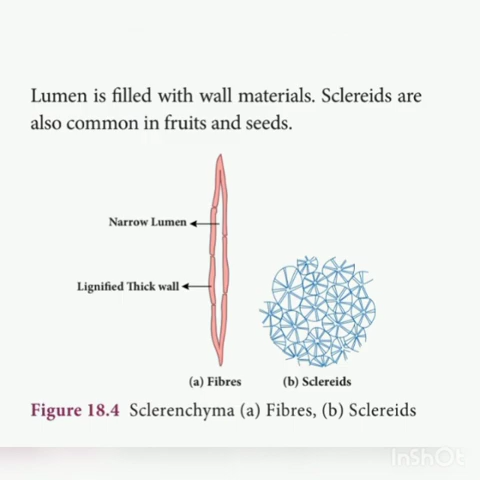 Lumen is filled with wall materials. Sclereids are
also common in fruits and seeds.
Narrow Lumen
Lignified Thick wall
(a) Fibres
(b) Sclereids
Figure 18.4 Sclerenchyma (a) Fibres, (b) Sclereids
InShOt